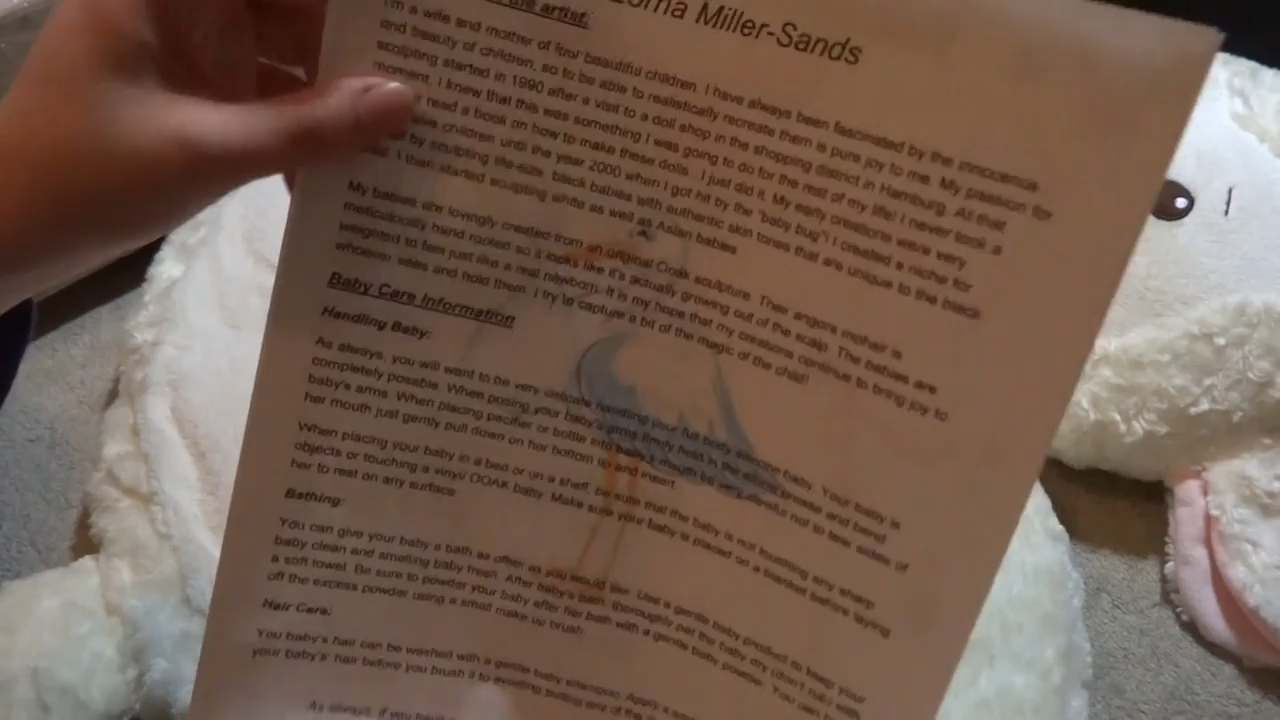 Lorna Miller-Sands
the artist:
I'm a wife and mother of four beautiful children. I have always been fascinated by the innocence
and beauty of children, so to be able to realistically recreate them is pure joy to me. My passion for
sculpting started in 1990 after a visit to a doll shop in the shopping district in Hamburg. At that
moment, I knew that this was something I was going to do for the rest of my life! I never took a
read a book on how to make these dolls...I just did it. My early creations were very
children until the year 2000 when I got hit by the "baby bug"! I created a niche for
by sculpting life-size, black babies with authentic skin tones that are unique to the black
I then started sculpting white as well as Asian babies
My babies are lovingly created from an original Ooak sculpture. Their angora mohair is
meticulously hand rooted so it looks like it's actually growing out of the scalp. The babies are
weighted to feel just like a real newborn. It is my hope that my creations continue to bring joy to
whoever sees and hold them. I try to capture a bit of the magic of the child!
Baby Care Information
Handling Baby:
As always, you will want to be very delicate handling your full body silicone baby. Your baby is
completely posable. When posing your baby's arms firmly held in the elbow crease and bend
baby's arms. When placing pacifier or bottle into baby's mouth be very careful not to tear sides of
her mouth just gently pull down on her bottom lip and insert.
When placing your baby in a bed or on a shelf, be sure that the baby is not touching any sharp
objects or touching a vinyl/ OOAK baby. Make sure your baby is placed on a blanket before laying
her to rest on any surface
Bathing:
You can give your baby a bath as often as you would like. Use a gentle baby product to keep your
baby clean and smelling baby fresh. After baby's bath, thoroughly pat the baby dry (don't rub) with
a soft towel. Be sure to powder your baby after her bath with a gentle baby powder. You
off the excess powder using a small make up brush.
Hair Care:
You baby's hair can be washed with a gentle baby shampoo. Apply a
your baby's' hair before you brush it to avoiding pulling any of the
As always, if you have